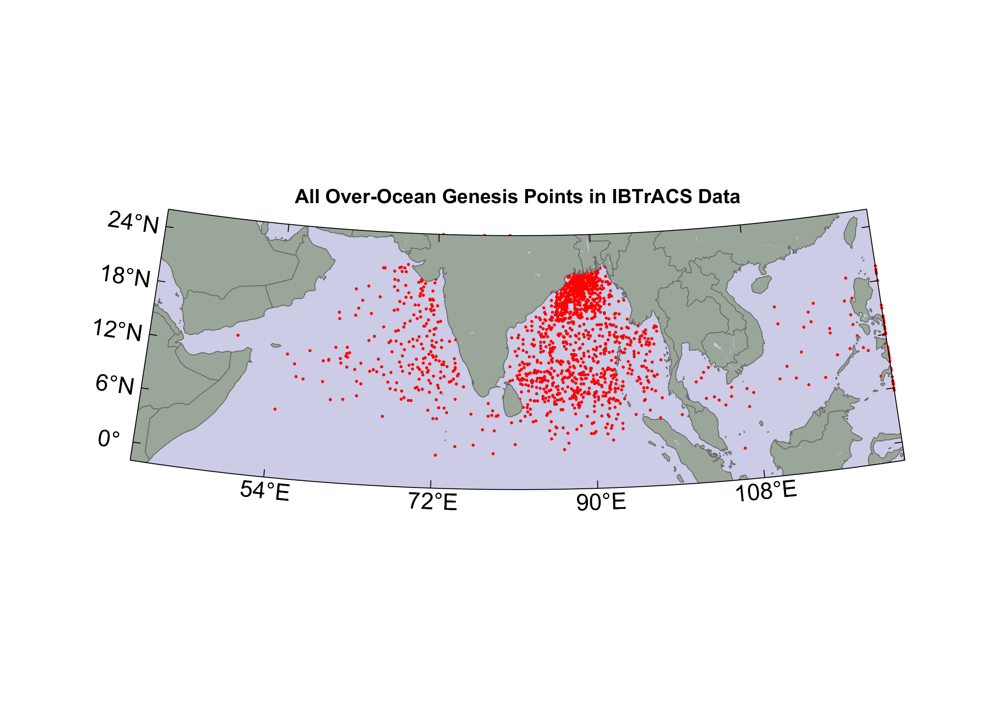 All Over-Ocean Genesis Points in IBTrACS Data
24°N
18°N
12°N
6°N
0°
54°E
72°E
90°E
108°E